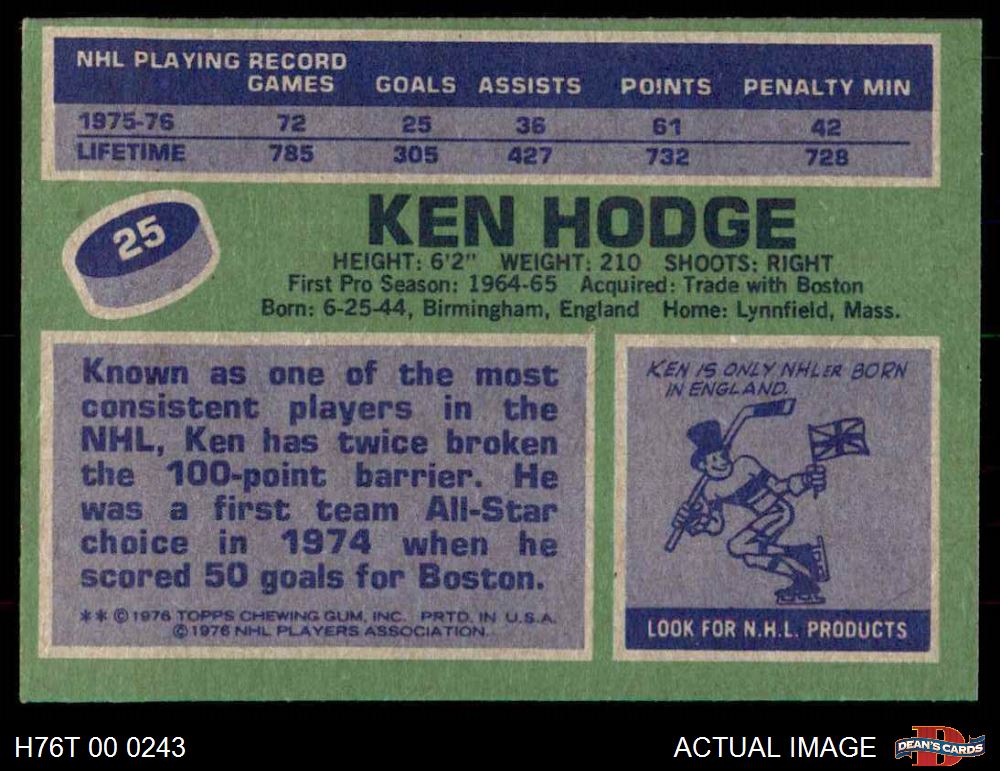 NHL PLAYING RECORD
GAMES GOALS ASSISTS POINTS PENALTY MIN
1975-76 72 25 36 61 42
LIFETIME 785 305 427 732 728
25
KEN HODGE
HEIGHT: 6'2" WEIGHT: 210 SHOOTS: RIGHT
First Pro Season: 1964-65 Acquired: Trade with Boston
Born: 6-25-44, Birmingham, England Home: Lynnfield, Mass.
Known as one of the most
consistent players in the
NHL, Ken has twice broken
the 100-point barrier. He
was a first team All-Star
choice in 1974 when he
scored 50 goals for Boston.
** © 1976 TOPPS CHEWING GUM, INC. PRTD. IN U.S.A.
© 1976 NHL PLAYERS ASSOCIATION.
KEN IS ONLY NHLER BORN
IN ENGLAND.
LOOK FOR N.H.L. PRODUCTS
H76T 00 0243
ACTUAL IMAGE
D
DEAN'S CARDS